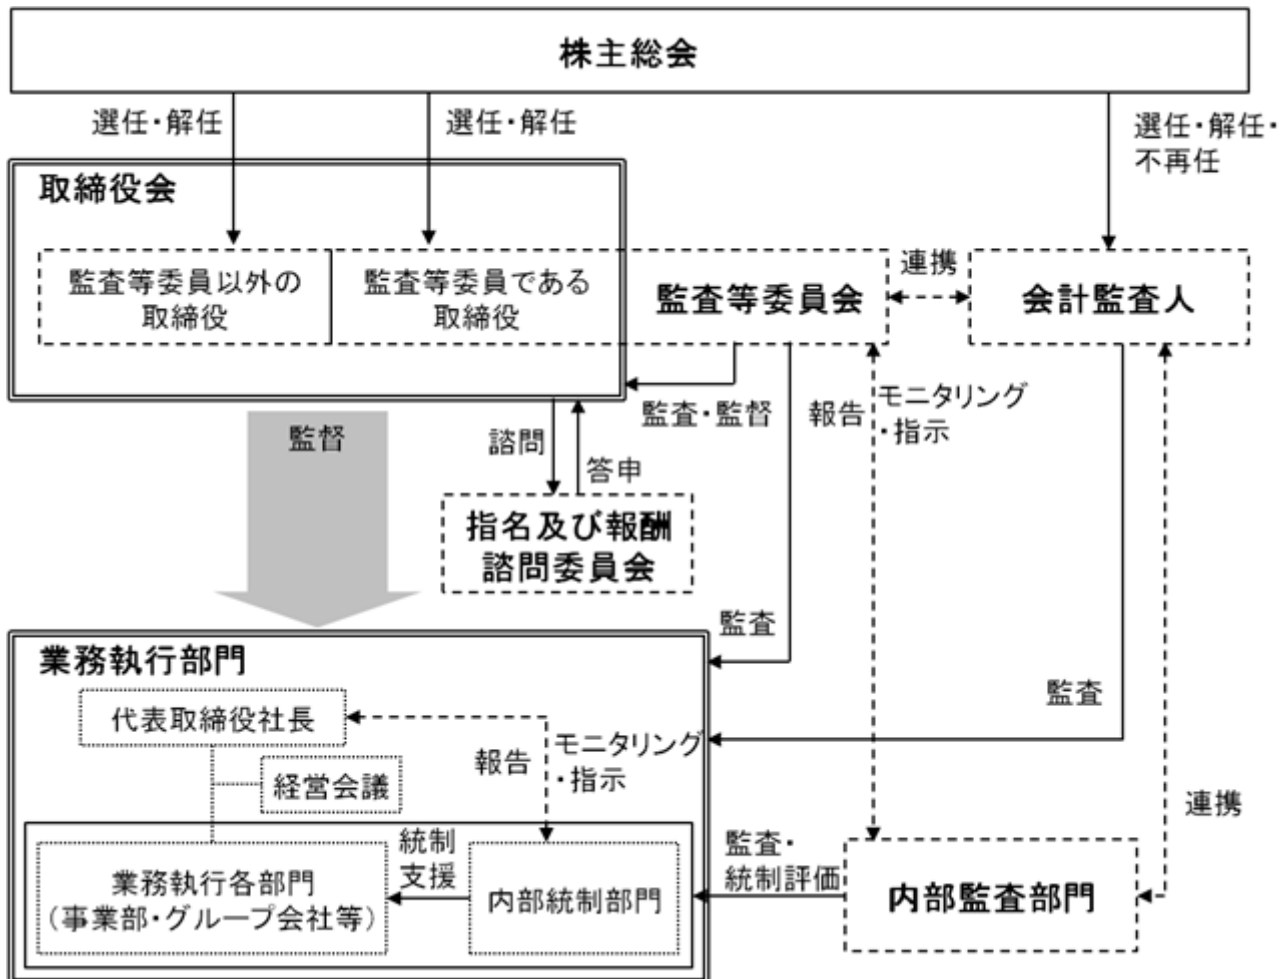 株主総会
選任・解任
選任・解任
選任・解任・
不再任
取締役会
監査等委員以外の
取締役
監査等委員である
取締役
監査等委員会
連携
会計監査人
監査・監督
報告
モニタリング
・指示
監督
諮問
答申
指名及び報酬
諮問委員会
監査
業務執行部門
代表取締役社長
監査
報告
モニタリング
・指示
経営会議
連携
統制
支援
監査・
統制評価
業務執行各部門
（事業部・グループ会社等）
内部統制部門
内部監査部門